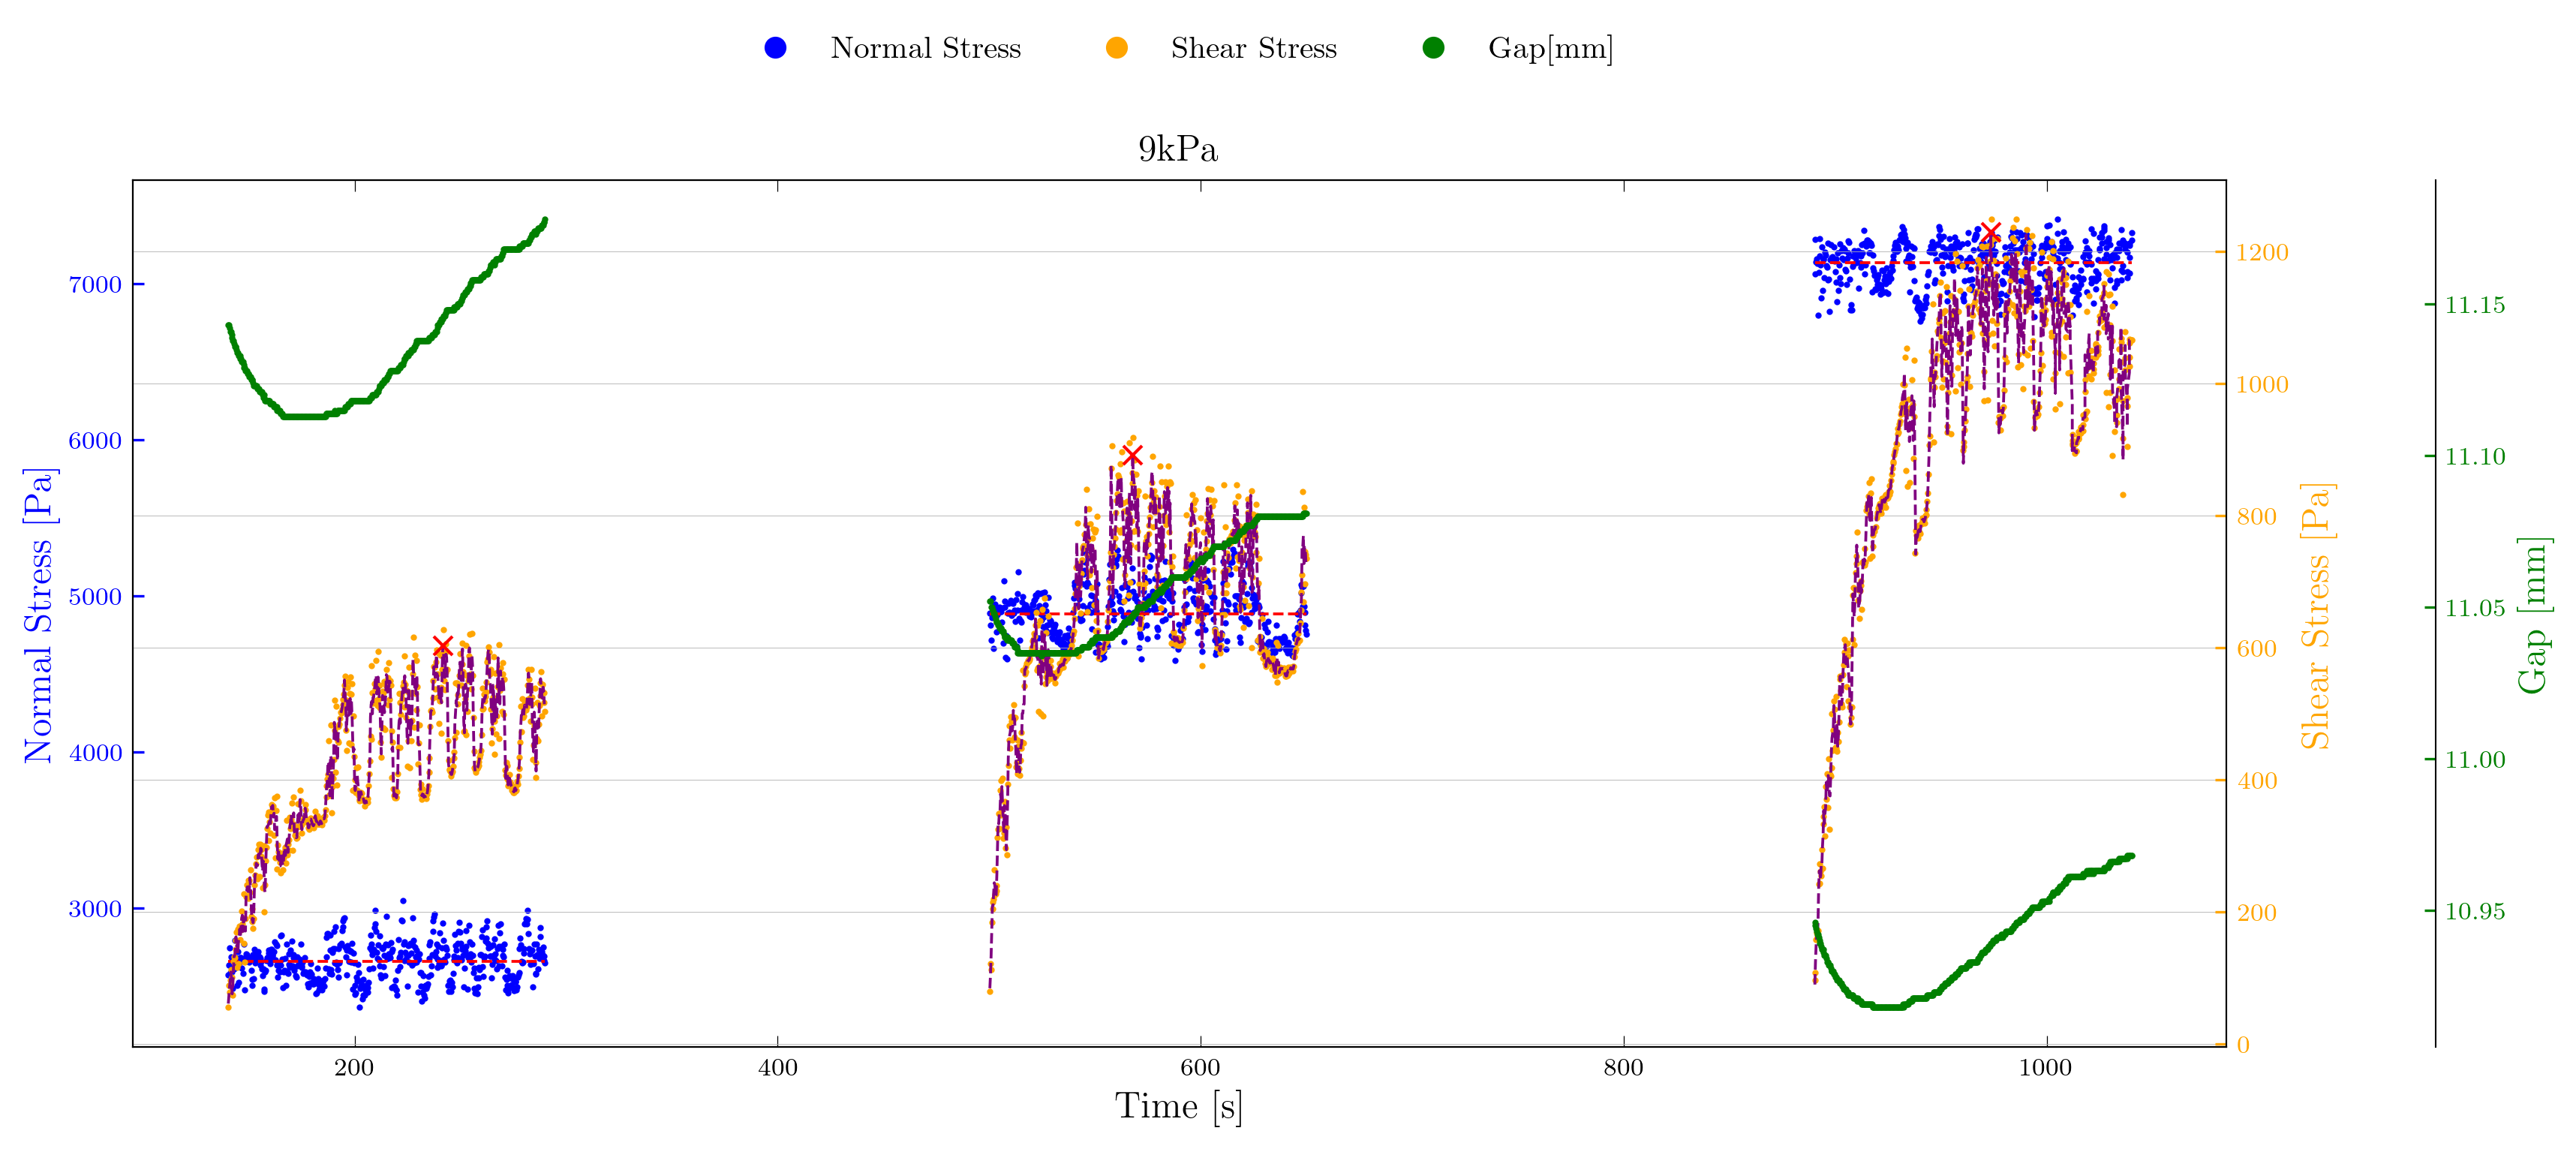 Normal Stress
Shear Stress
Gap[mm]
9kPa
Normal Stress [Pa]
7000
6000
5000
4000
3000
1200
1000
800
600
400
200
0
Shear Stress [Pa]
11.15
11.10
11.05
11.00
10.95
Gap [mm]
200
400
600
800
1000
Time [s]